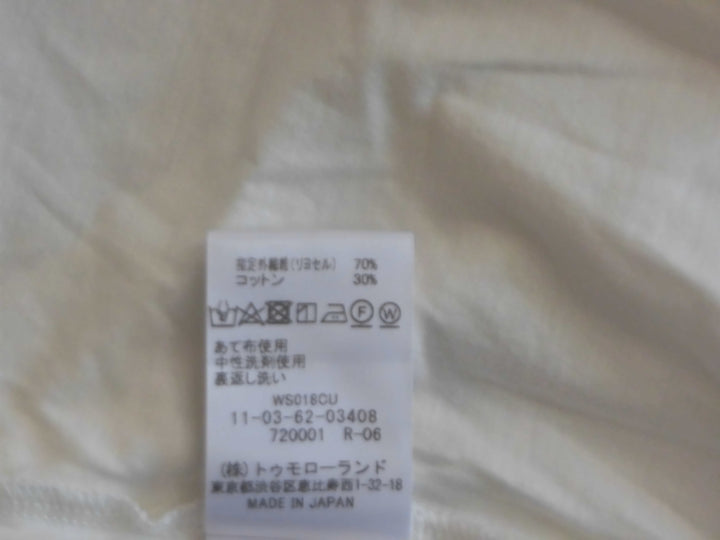 指定外繊維(リヨセル) 70%
コットン 30%
F W
あて布使用
中性洗剤使用
裏返し洗い
WS018CU
11-03-62-03408
720001 R-06
(株)トゥモローランド
東京都渋谷区恵比寿西1-32-18
MADE IN JAPAN